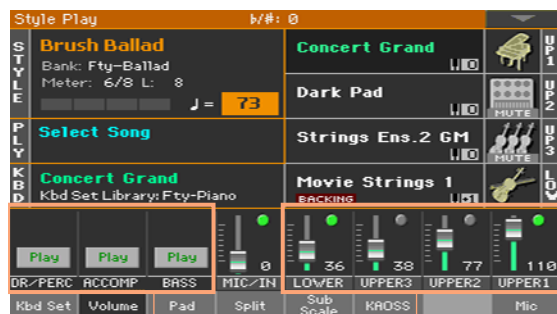 Style Play ♭/#: 0
STYLE
Brush Ballad
Bank: Fty-Ballad
Meter: 6/8 L: 8
♩= 73
Concert Grand
UP1
Dark Pad
MUTE
UP2
PLY
Select Song
Strings Ens.2 GM
MUTE
UP3
KBD
Concert Grand
Kbd Set Library: Fty-Piano
Movie Strings 1
BACKING
LOW
Play Play Play 0 36 38 77 110
DR/PERC ACCOMP BASS MIC/IN LOWER UPPER3 UPPER2 UPPER1
Kbd Set Volume Pad Split Sub Scale KAOSS Mic